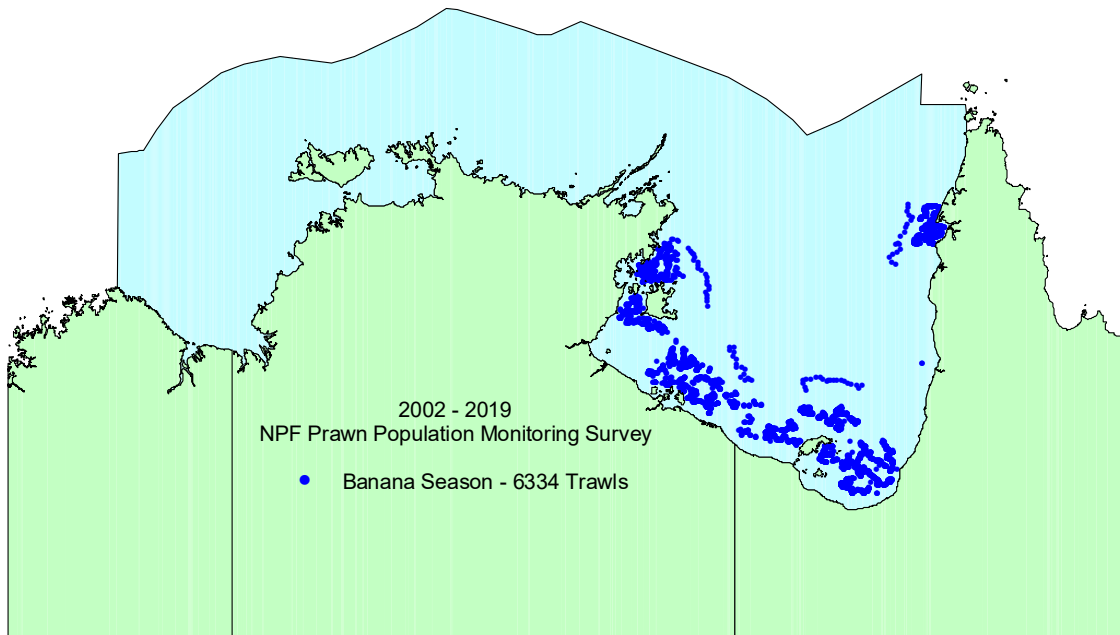 2002 - 2019
NPF Prawn Population Monitoring Survey
Banana Season - 6334 Trawls